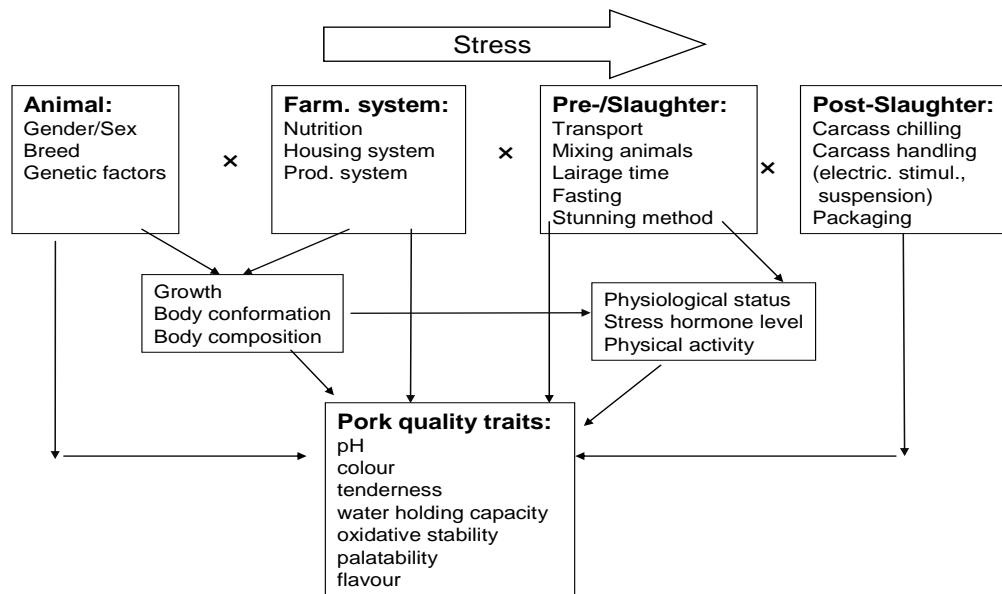 Stress
Animal:
Gender/Sex
Breed
Genetic factors
×
Farm. system:
Nutrition
Housing system
Prod. system
×
Pre-/Slaughter:
Transport
Mixing animals
Lairage time
Fasting
Stunning method
×
Post-Slaughter:
Carcass chilling
Carcass handling
(electric. stimul.,
suspension)
Packaging
Growth
Body conformation
Body composition
Physiological status
Stress hormone level
Physical activity
Pork quality traits:
pH
colour
tenderness
water holding capacity
oxidative stability
palatability
flavour